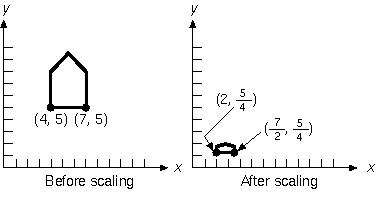 y
(4, 5) (7, 5)
x
Before scaling
y
(2, 5/4)
(7/2, 5/4)
x
After scaling